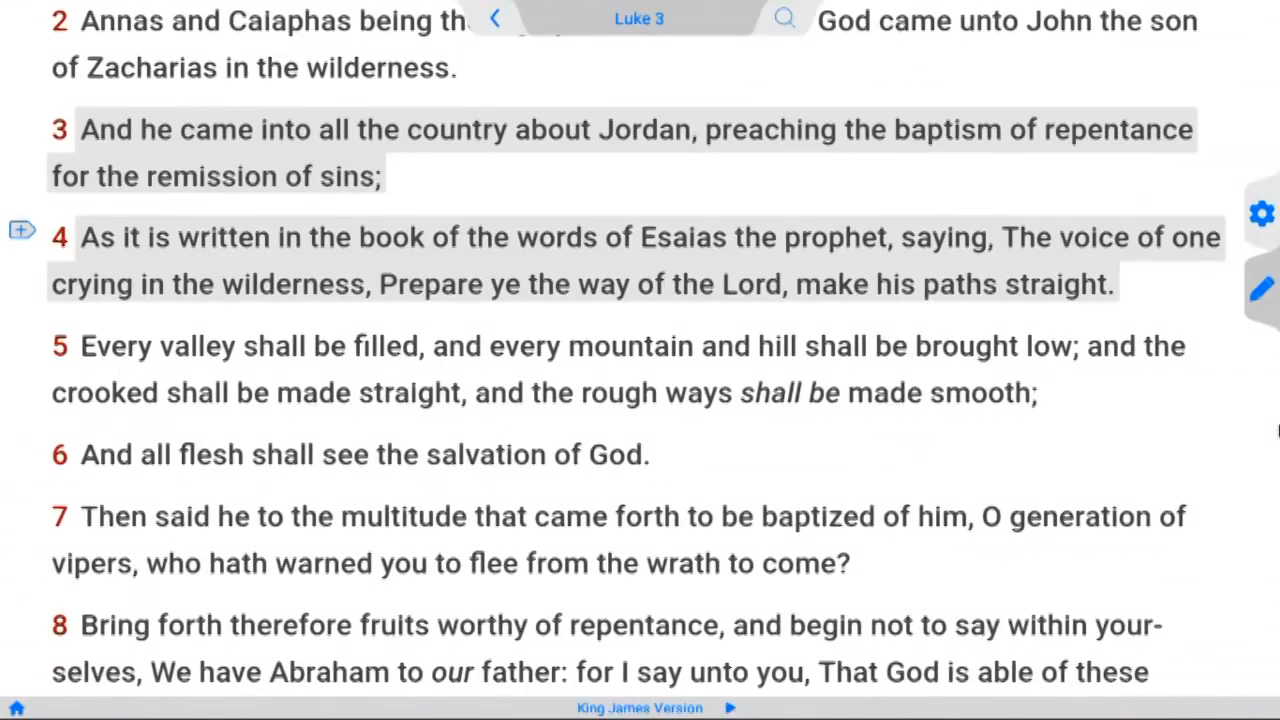 Luke 3
2 Annas and Caiaphas being God came unto John the son
of Zacharias in the wilderness.
3 And he came into all the country about Jordan, preaching the baptism of repentance
for the remission of sins;
4 As it is written in the book of the words of Esaias the prophet, saying, The voice of one
crying in the wilderness, Prepare ye the way of the Lord, make his paths straight.
5 Every valley shall be filled, and every mountain and hill shall be brought low; and the
crooked shall be made straight, and the rough ways shall be made smooth;
6 And all flesh shall see the salvation of God.
7 Then said he to the multitude that came forth to be baptized of him, O generation of
vipers, who hath warned you to flee from the wrath to come?
8 Bring forth therefore fruits worthy of repentance, and begin not to say within your-
selves, We have Abraham to our father: for I say unto you, That God is able of these
King James Version